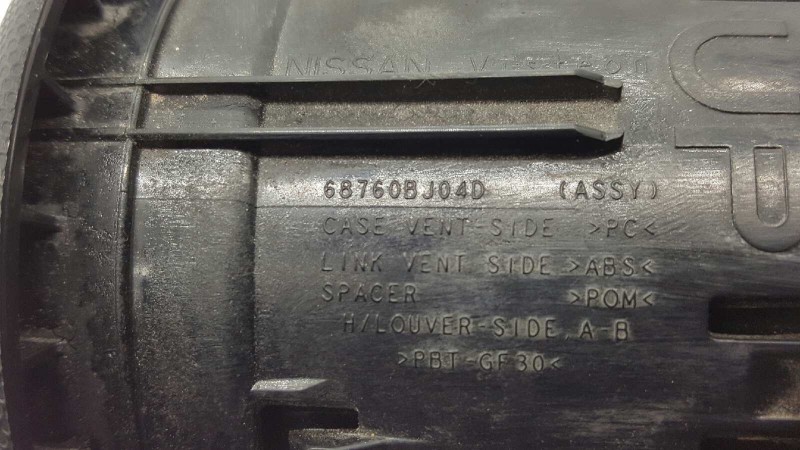 NISSAN
U
P
68760BJ04D (ASSY)
CASE VENT-SIDE >PC<
LINK VENT SIDE >ABS<
SPACER >POM<
H/LOUVER-SIDE, A-B
>PBT-GF30<